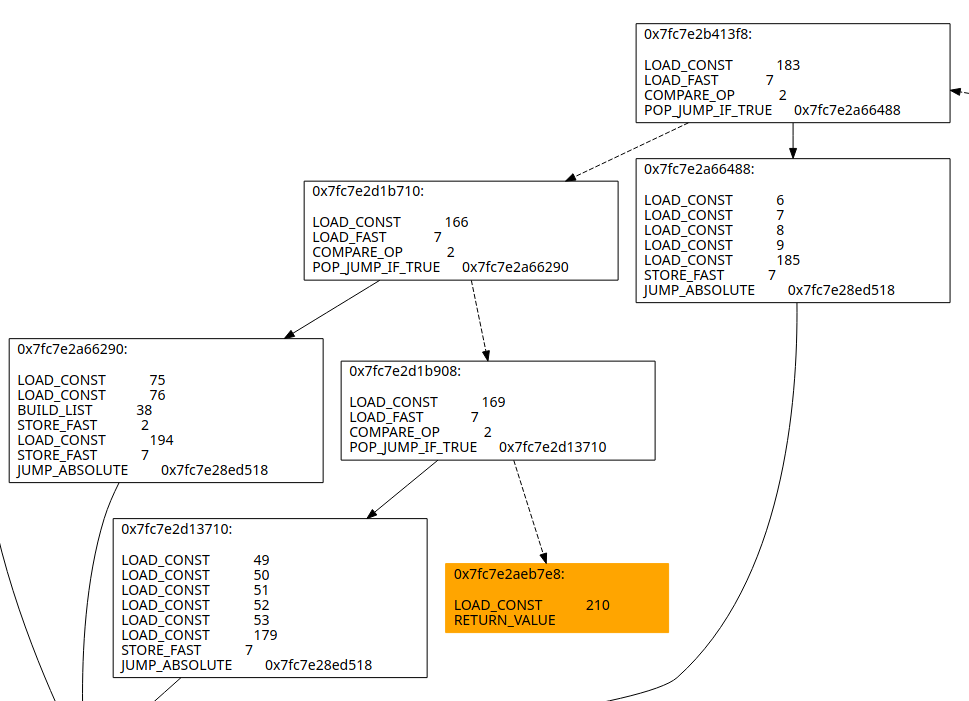 0x7fc7e2b413f8:
LOAD_CONST 183
LOAD_FAST 7
COMPARE_OP 2
POP_JUMP_IF_TRUE 0x7fc7e2a66488
0x7fc7e2a66488:
LOAD_CONST 6
LOAD_CONST 7
LOAD_CONST 8
LOAD_CONST 9
LOAD_CONST 185
STORE_FAST 7
JUMP_ABSOLUTE 0x7fc7e28ed518
0x7fc7e2d1b710:
LOAD_CONST 166
LOAD_FAST 7
COMPARE_OP 2
POP_JUMP_IF_TRUE 0x7fc7e2a66290
0x7fc7e2a66290:
LOAD_CONST 75
LOAD_CONST 76
BUILD_LIST 38
STORE_FAST 2
LOAD_CONST 194
STORE_FAST 7
JUMP_ABSOLUTE 0x7fc7e28ed518
0x7fc7e2d1b908:
LOAD_CONST 169
LOAD_FAST 7
COMPARE_OP 2
POP_JUMP_IF_TRUE 0x7fc7e2d13710
0x7fc7e2d13710:
LOAD_CONST 49
LOAD_CONST 50
LOAD_CONST 51
LOAD_CONST 52
LOAD_CONST 53
LOAD_CONST 179
STORE_FAST 7
JUMP_ABSOLUTE 0x7fc7e28ed518
0x7fc7e2aeb7e8:
LOAD_CONST 210
RETURN_VALUE